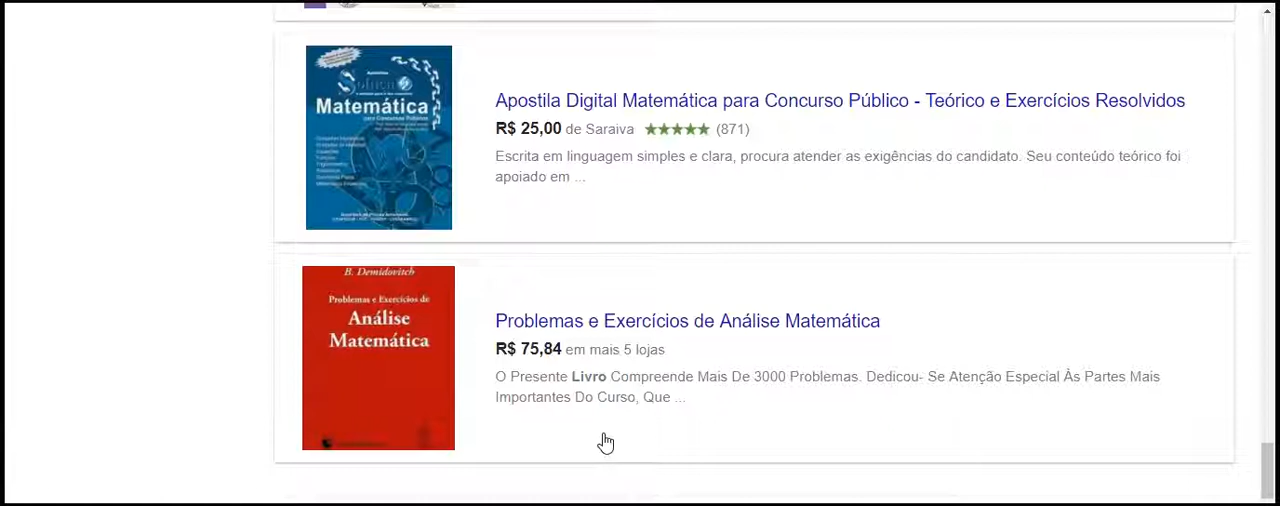 Matemática
para Concursos Públicos
Apostila Digital Matemática para Concurso Público - Teórico e Exercícios Resolvidos
R$ 25,00 de Saraiva ★★★★★ (871)
Escrita em linguagem simples e clara, procura atender as exigências do candidato. Seu conteúdo teórico foi
apoiado em ...
B. Demidovitch
Problemas e Exercícios de
Análise
Matemática
Problemas e Exercícios de Análise Matemática
R$ 75,84 em mais 5 lojas
O Presente Livro Compreende Mais De 3000 Problemas. Dedicou- Se Atenção Especial Às Partes Mais
Importantes Do Curso, Que ...